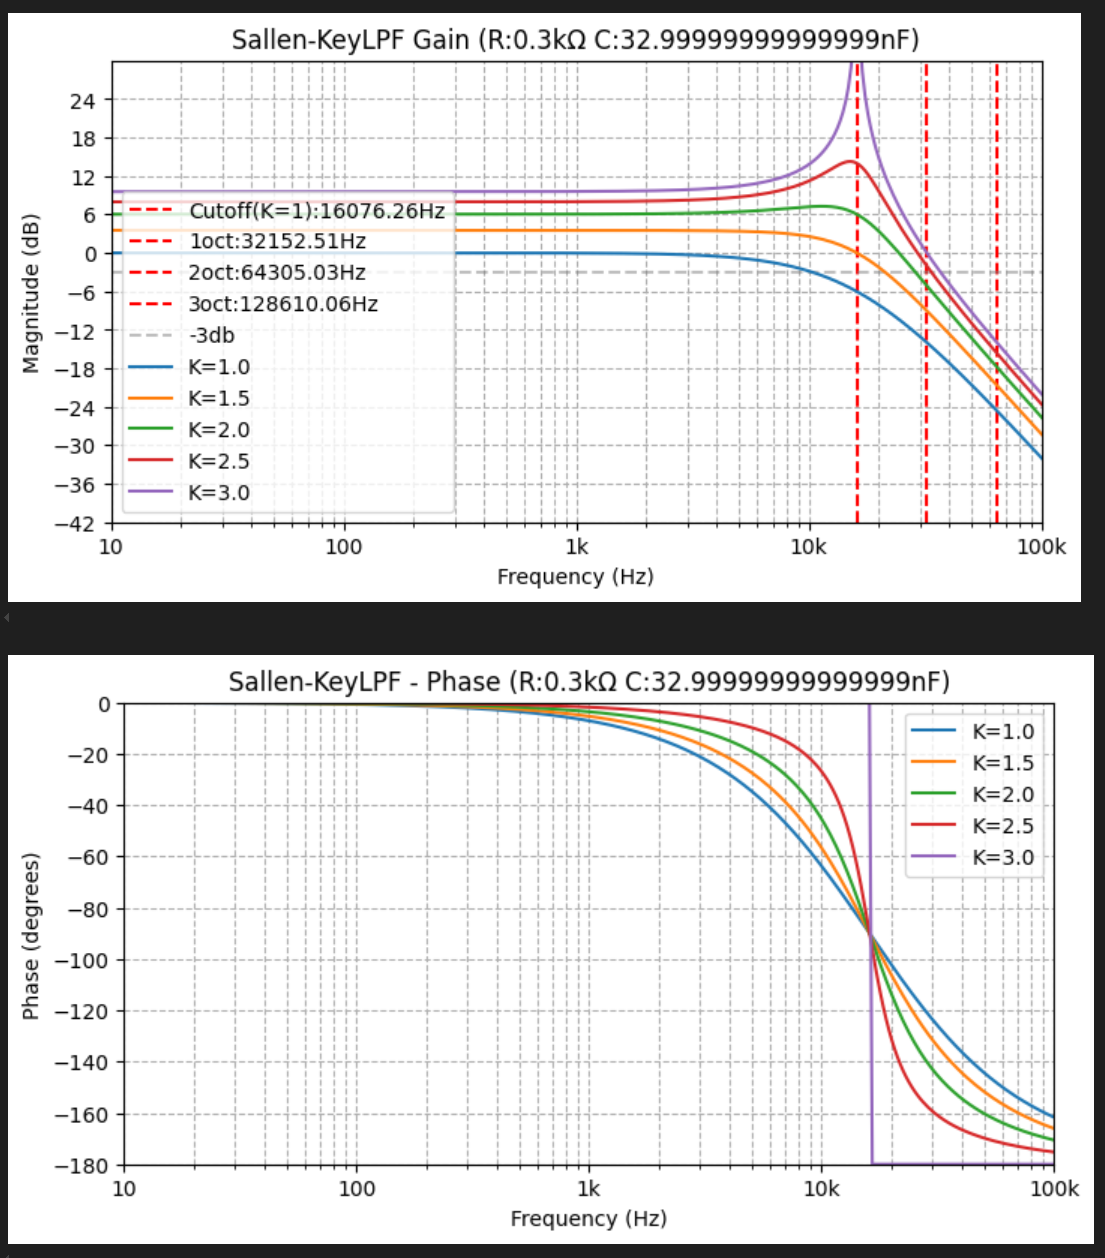 Sallen-KeyLPF Gain (R:0.3kΩ C:32.99999999999999nF)
Magnitude (dB)
24
18
12
6
0
−6
−12
−18
−24
−30
−36
−42
Cutoff(K=1):16076.26Hz
1oct:32152.51Hz
2oct:64305.03Hz
3oct:128610.06Hz
-3db
K=1.0
K=1.5
K=2.0
K=2.5
K=3.0
10 100 1k 10k 100k
Frequency (Hz)
Sallen-KeyLPF - Phase (R:0.3kΩ C:32.99999999999999nF)
Phase (degrees)
0
−20
−40
−60
−80
−100
−120
−140
−160
−180
K=1.0
K=1.5
K=2.0
K=2.5
K=3.0
10 100 1k 10k 100k
Frequency (Hz)